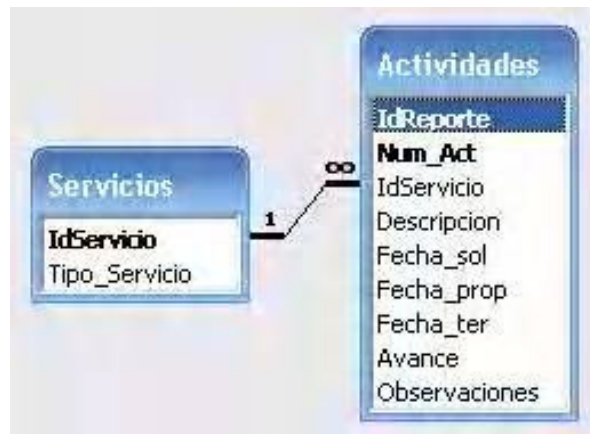 Servicios
IdServicio
Tipo_Servicio
1
∞
Actividades
IdReporte
Num_Act
IdServicio
Descripcion
Fecha_sol
Fecha_prop
Fecha_ter
Avance
Observaciones